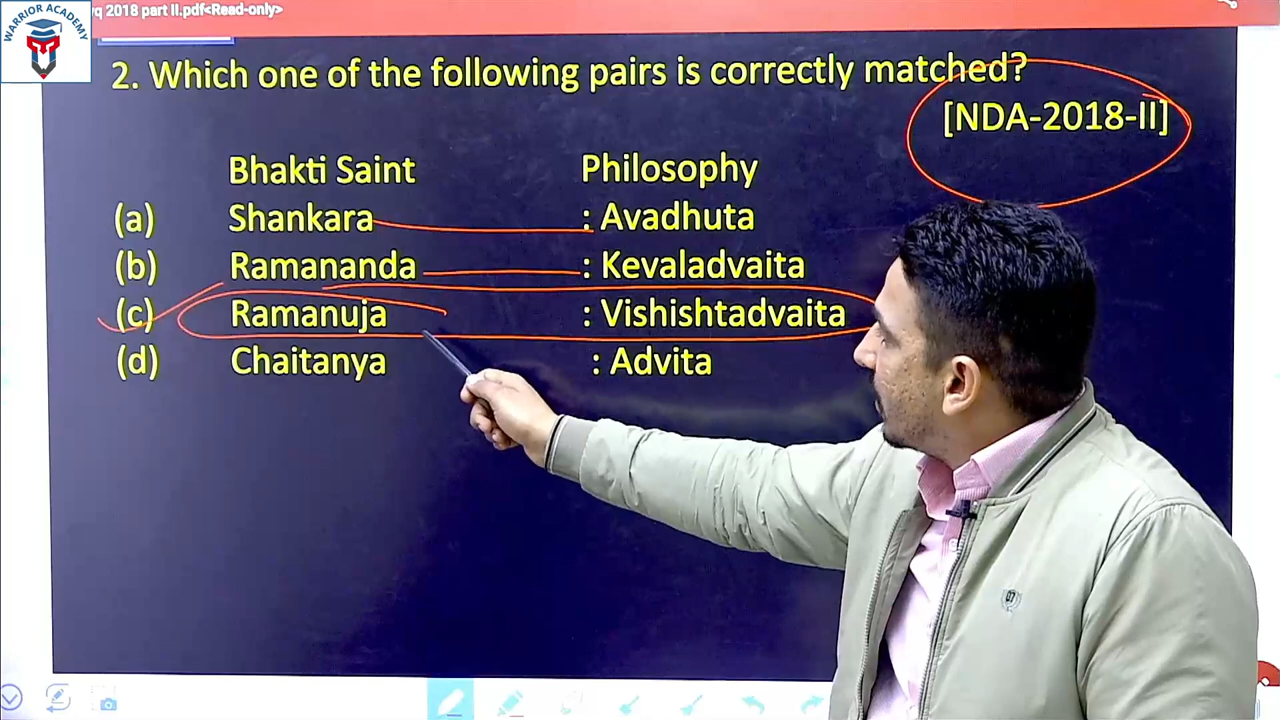 WARRIOR ACADEMY
yq 2018 part II.pdf<Read-only>
2. Which one of the following pairs is correctly matched?
[NDA-2018-II]
Bhakti Saint Philosophy
(a) Shankara : Avadhuta
(b) Ramananda : Kevaladvaita
(c) Ramanuja : Vishishtadvaita
(d) Chaitanya : Advita